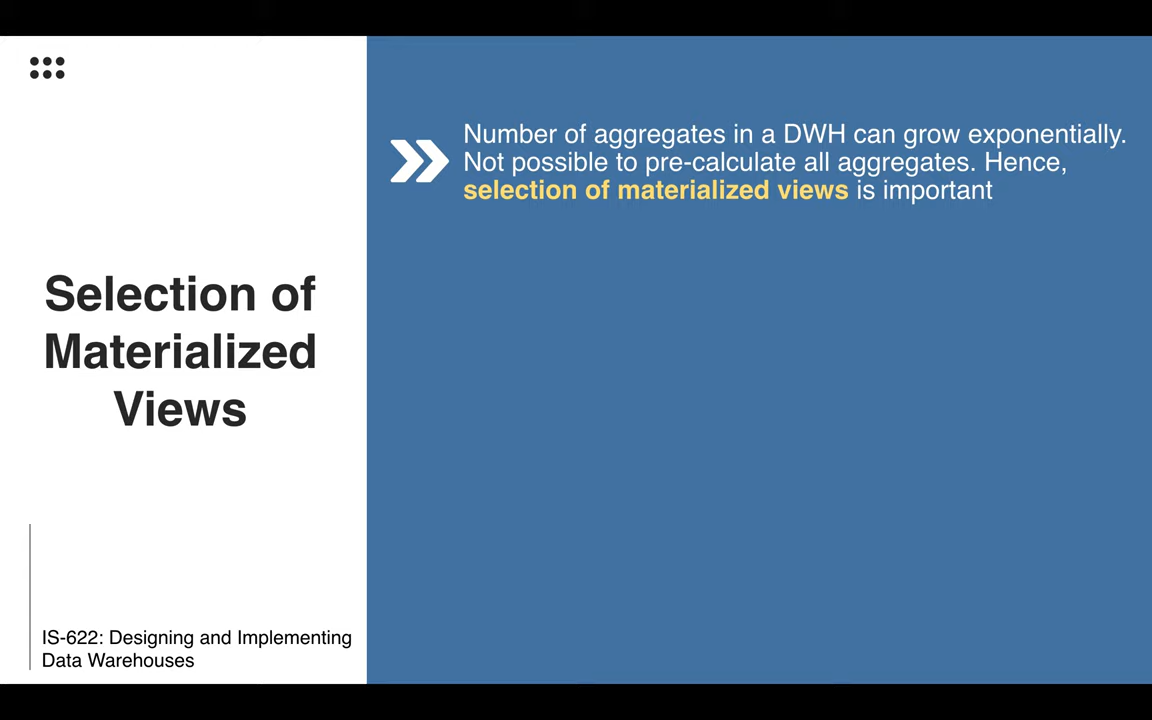 Selection of
Materialized
Views
IS-622: Designing and Implementing
Data Warehouses
Number of aggregates in a DWH can grow exponentially.
Not possible to pre-calculate all aggregates. Hence,
selection of materialized views is important